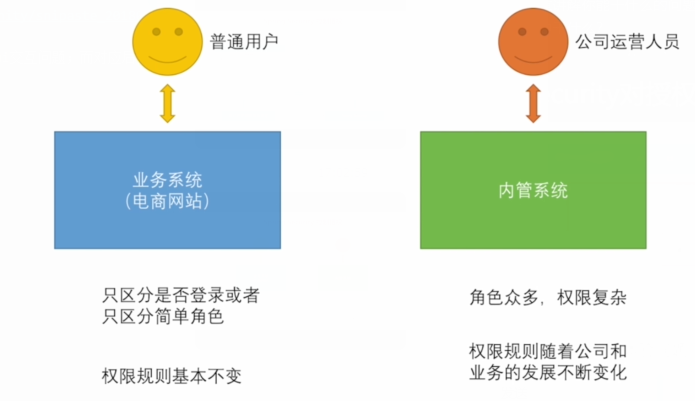 普通用户
公司运营人员
业务系统
（电商网站）
内管系统
只区分是否登录或者
只区分简单角色
角色众多，权限复杂
权限规则基本不变
权限规则随着公司和
业务的发展不断变化